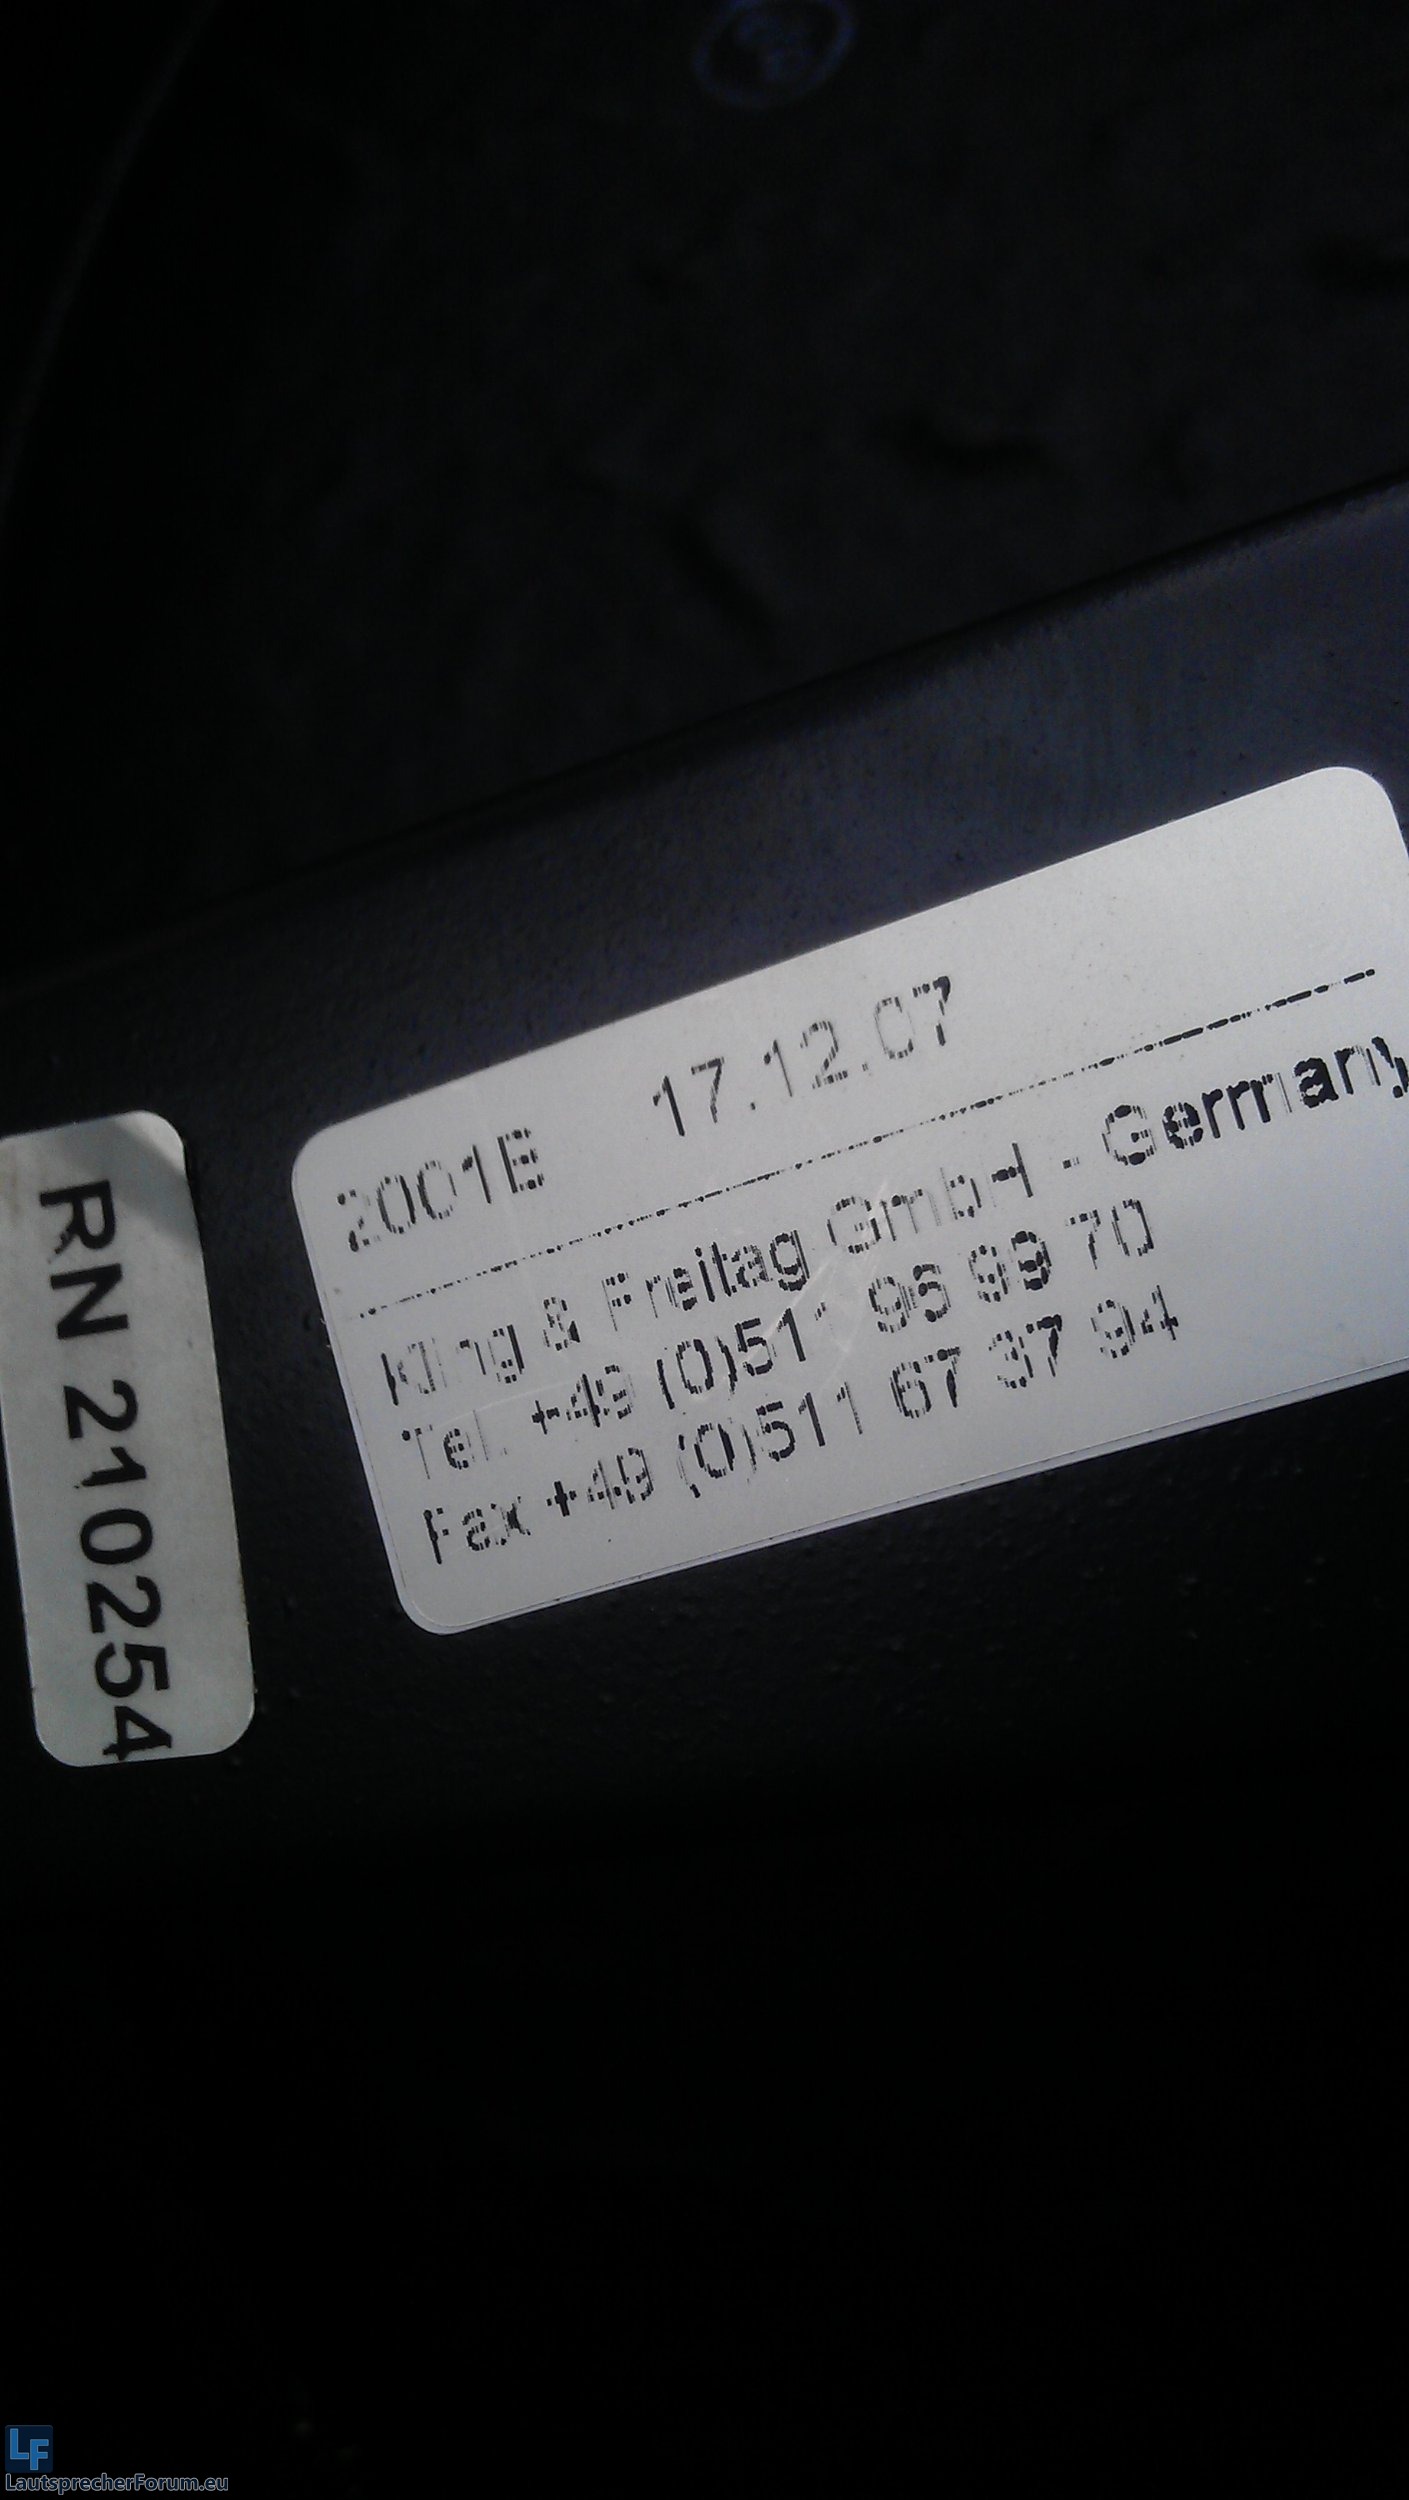 2001B 17.12.07
Kling & Freitag GmbH - Germany
Tel. +49 (0)511 96 99 70
Fax +49 (0)511 67 37 94
RN 210254
LF
LautsprecherForum.eu